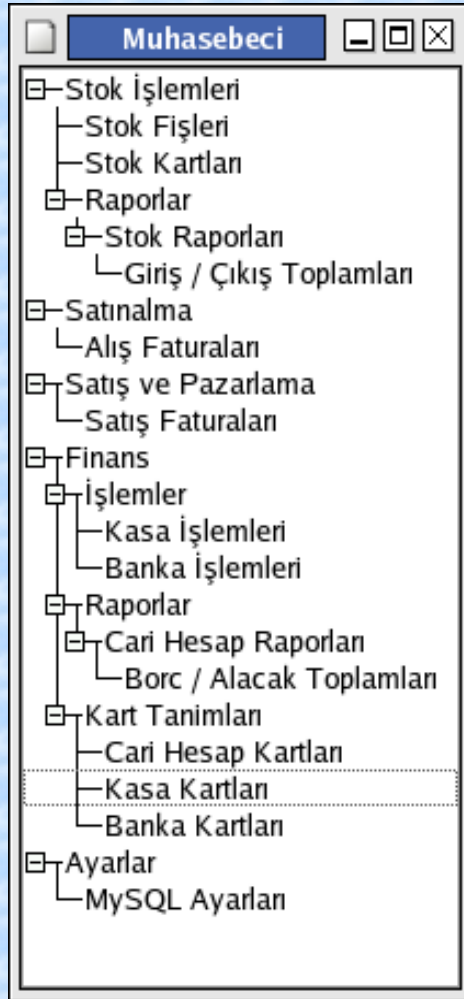 Muhasebeci
Stok İşlemleri
Stok Fişleri
Stok Kartları
Raporlar
Stok Raporları
Giriş / Çıkış Toplamları
Satınalma
Alış Faturaları
Satış ve Pazarlama
Satış Faturaları
Finans
İşlemler
Kasa İşlemleri
Banka İşlemleri
Raporlar
Cari Hesap Raporları
Borc / Alacak Toplamları
Kart Tanimları
Cari Hesap Kartları
Kasa Kartları
Banka Kartları
Ayarlar
MySQL Ayarları